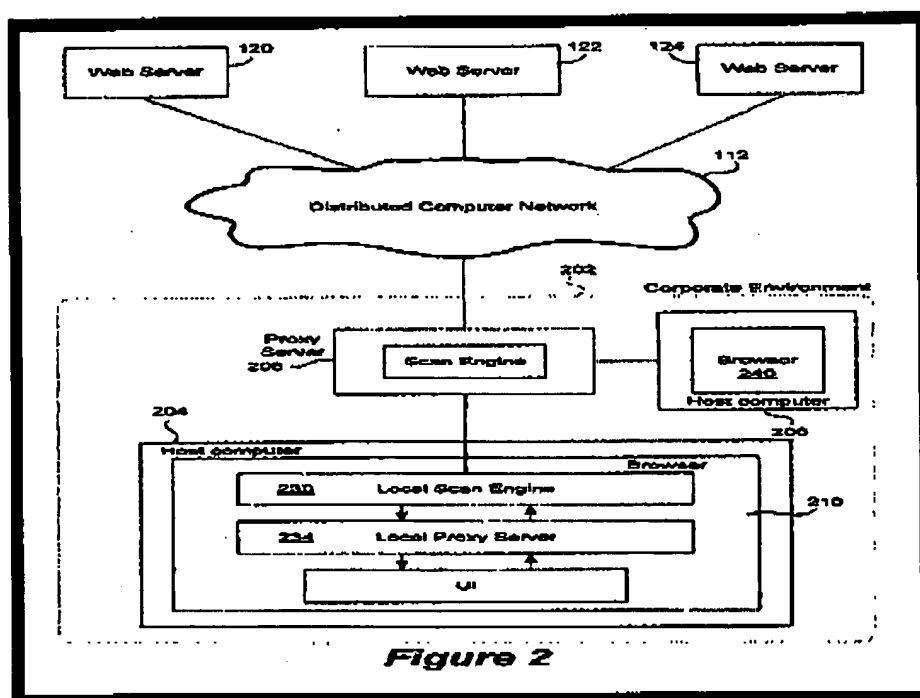 120
Web Server
122
Web Server
124
Web Server
112
Distributed Computer Network
202
Corporate Environment
Proxy
Server
206
Scan Engine
Browser
240
Host computer
206
204
Host computer
Browser
230 Local Scan Engine
210
234 Local Proxy Server
UI
Figure 2